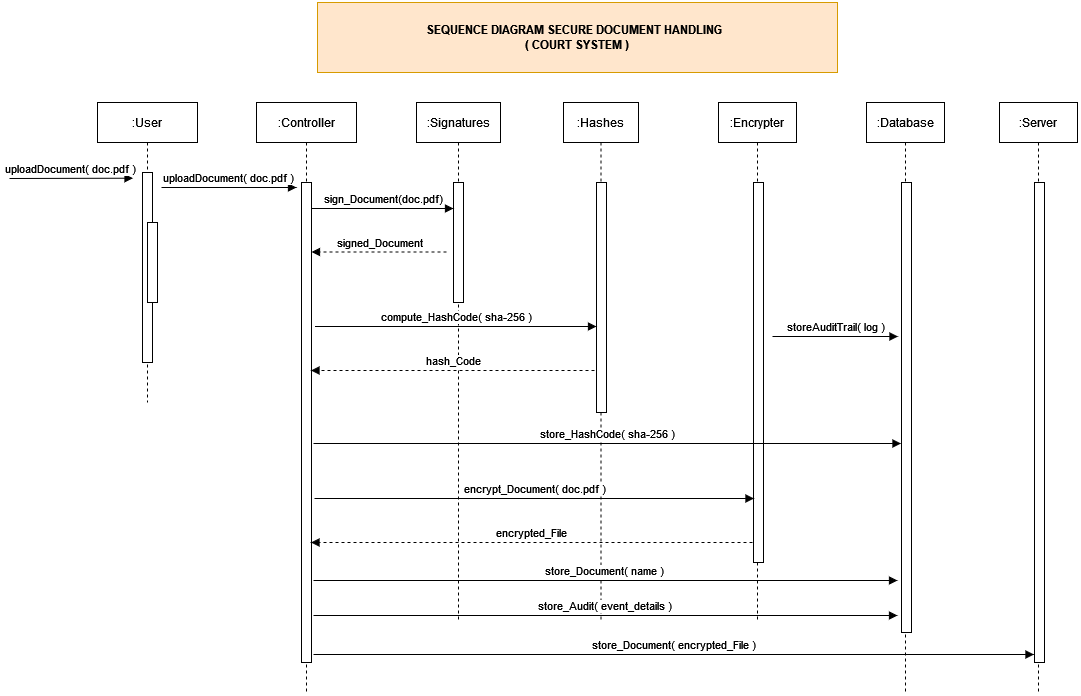 SEQUENCE DIAGRAM SECURE DOCUMENT HANDLING
( COURT SYSTEM )
:User
:Controller
:Signatures
:Hashes
:Encrypter
:Database
:Server
uploadDocument( doc.pdf )
uploadDocument( doc.pdf )
sign_Document(doc.pdf)
signed_Document
compute_HashCode( sha-256 )
storeAuditTrail( log )
hash_Code
store_HashCode( sha-256 )
encrypt_Document( doc.pdf )
encrypted_File
store_Document( name )
store_Audit( event_details )
store_Document( encrypted_File )